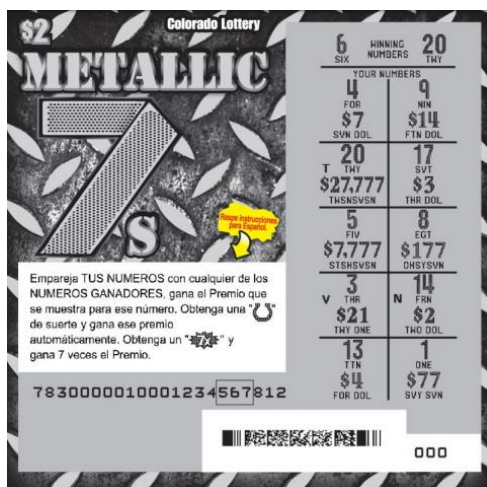 $2
Colorado Lottery
METALLIC
7s
Raspe instrucciones
para Español.
Empareja TUS NUMEROS con cualquier de los
NUMEROS GANADORES, gana el Premio que
se muestra para ese número. Obtenga una " "
de suerte y gana ese premio
automáticamente. Obtenga un "7X" y
gana 7 veces el Premio.
78300000010001234567812
6 WINNING NUMBERS 20
SIX TWY
YOUR NUMBERS
4 9
FOR NIN
$7 $14
SVN DOL FTN DOL
20 17
T TWY SVT
$27,777 $3
THSNSVSN THR DOL
5 8
FIV EGT
$7,777 $177
STSHSVSN OHSYSVN
3 14
V THR N FRN
$21 $2
TWY ONE TWO DOL
13 1
TTN ONE
$4 $77
FOR DOL SVY SVN
000